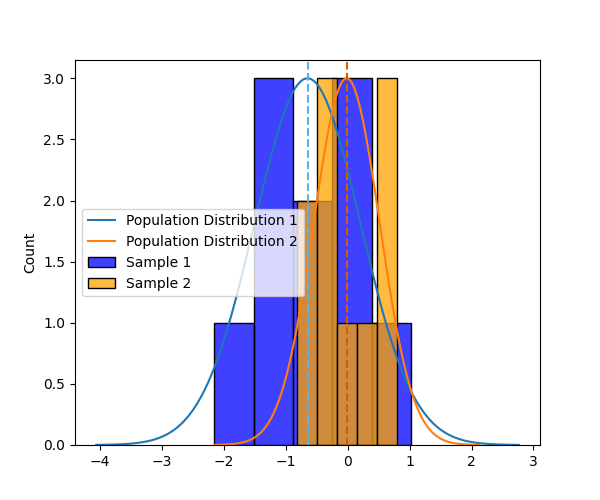 3.0
2.5
2.0
1.5
1.0
0.5
0.0
Count
Population Distribution 1
Population Distribution 2
Sample 1
Sample 2
−4 −3 −2 −1 0 1 2 3